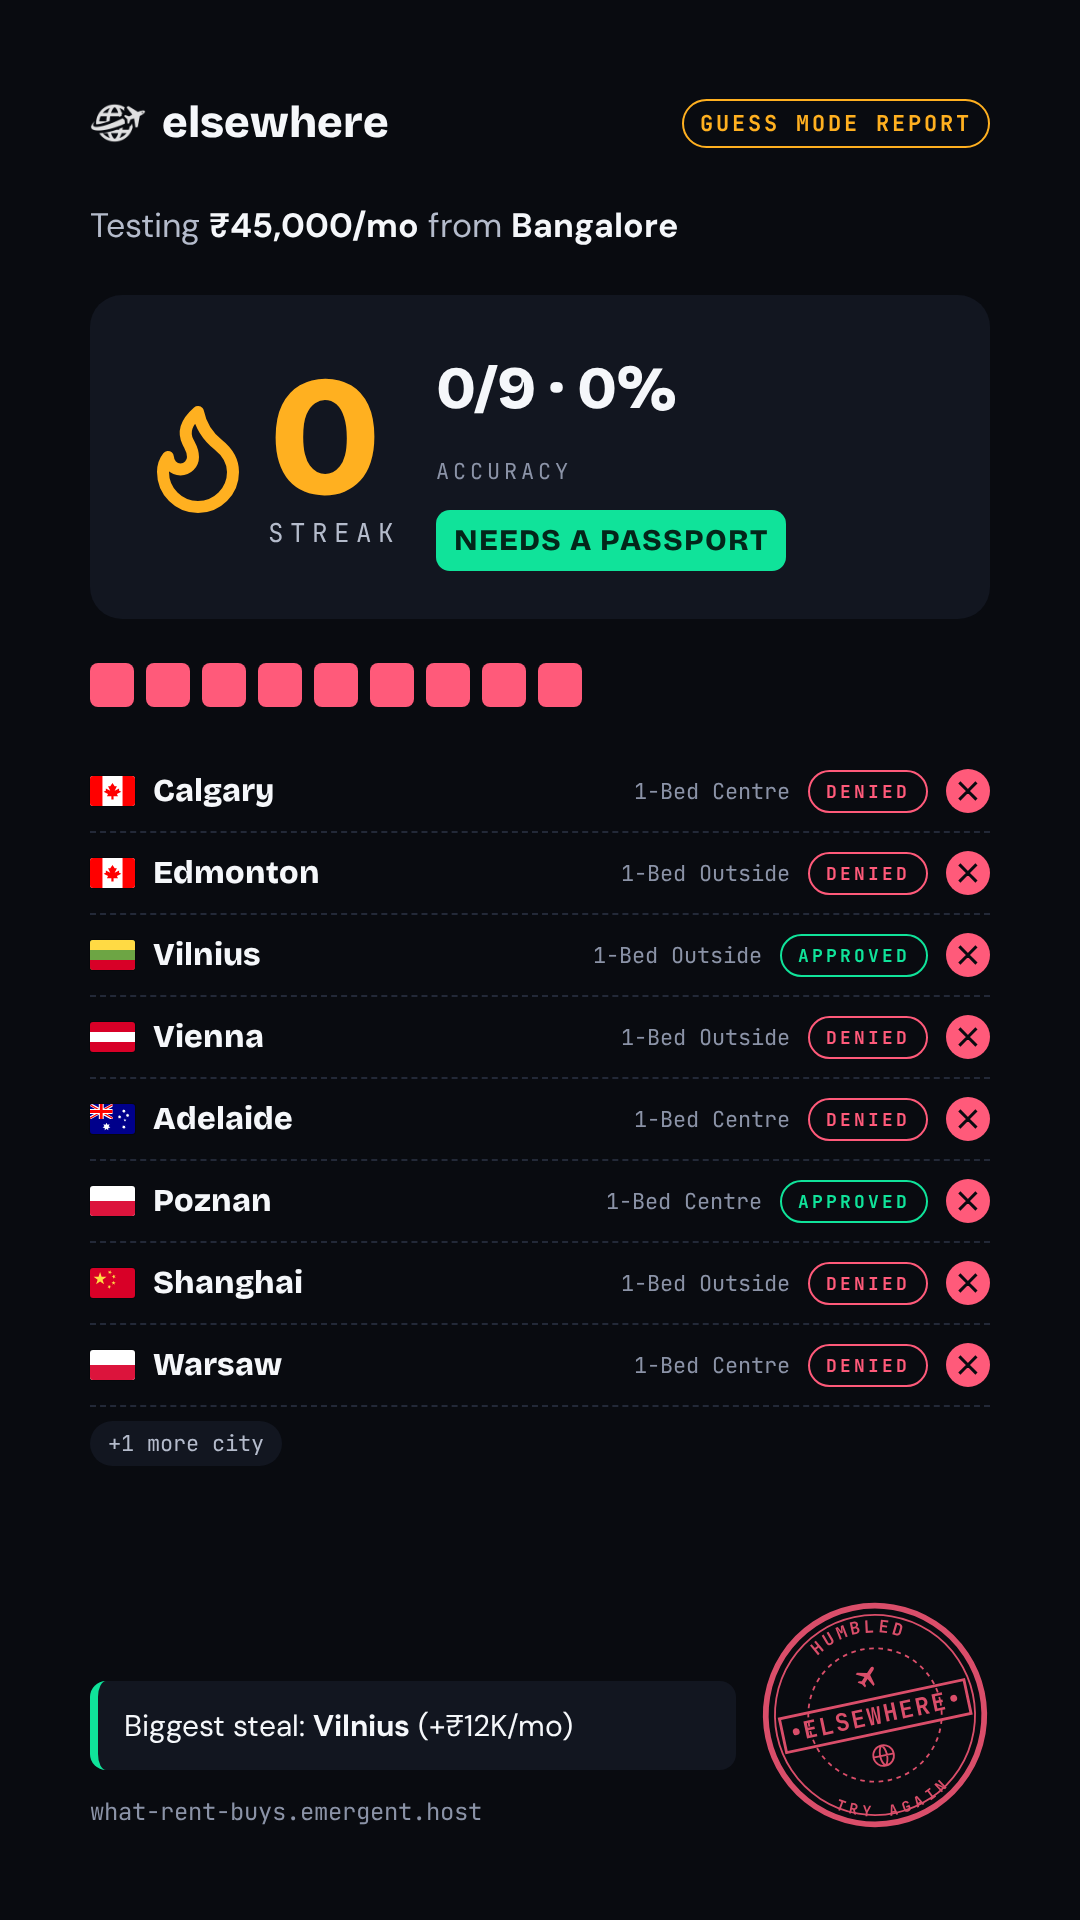 elsewhere
GUESS MODE REPORT
Testing ₹45,000/mo from Bangalore
0
STREAK
0/9 · 0%
ACCURACY
NEEDS A PASSPORT
Calgary 1-Bed Centre DENIED
Edmonton 1-Bed Outside DENIED
Vilnius 1-Bed Outside APPROVED
Vienna 1-Bed Outside DENIED
Adelaide 1-Bed Centre DENIED
Poznan 1-Bed Centre APPROVED
Shanghai 1-Bed Outside DENIED
Warsaw 1-Bed Centre DENIED
+1 more city
Biggest steal: Vilnius (+₹12K/mo)
what-rent-buys.emergent.host
HUMBLED
•ELSEWHERE•
TRY AGAIN